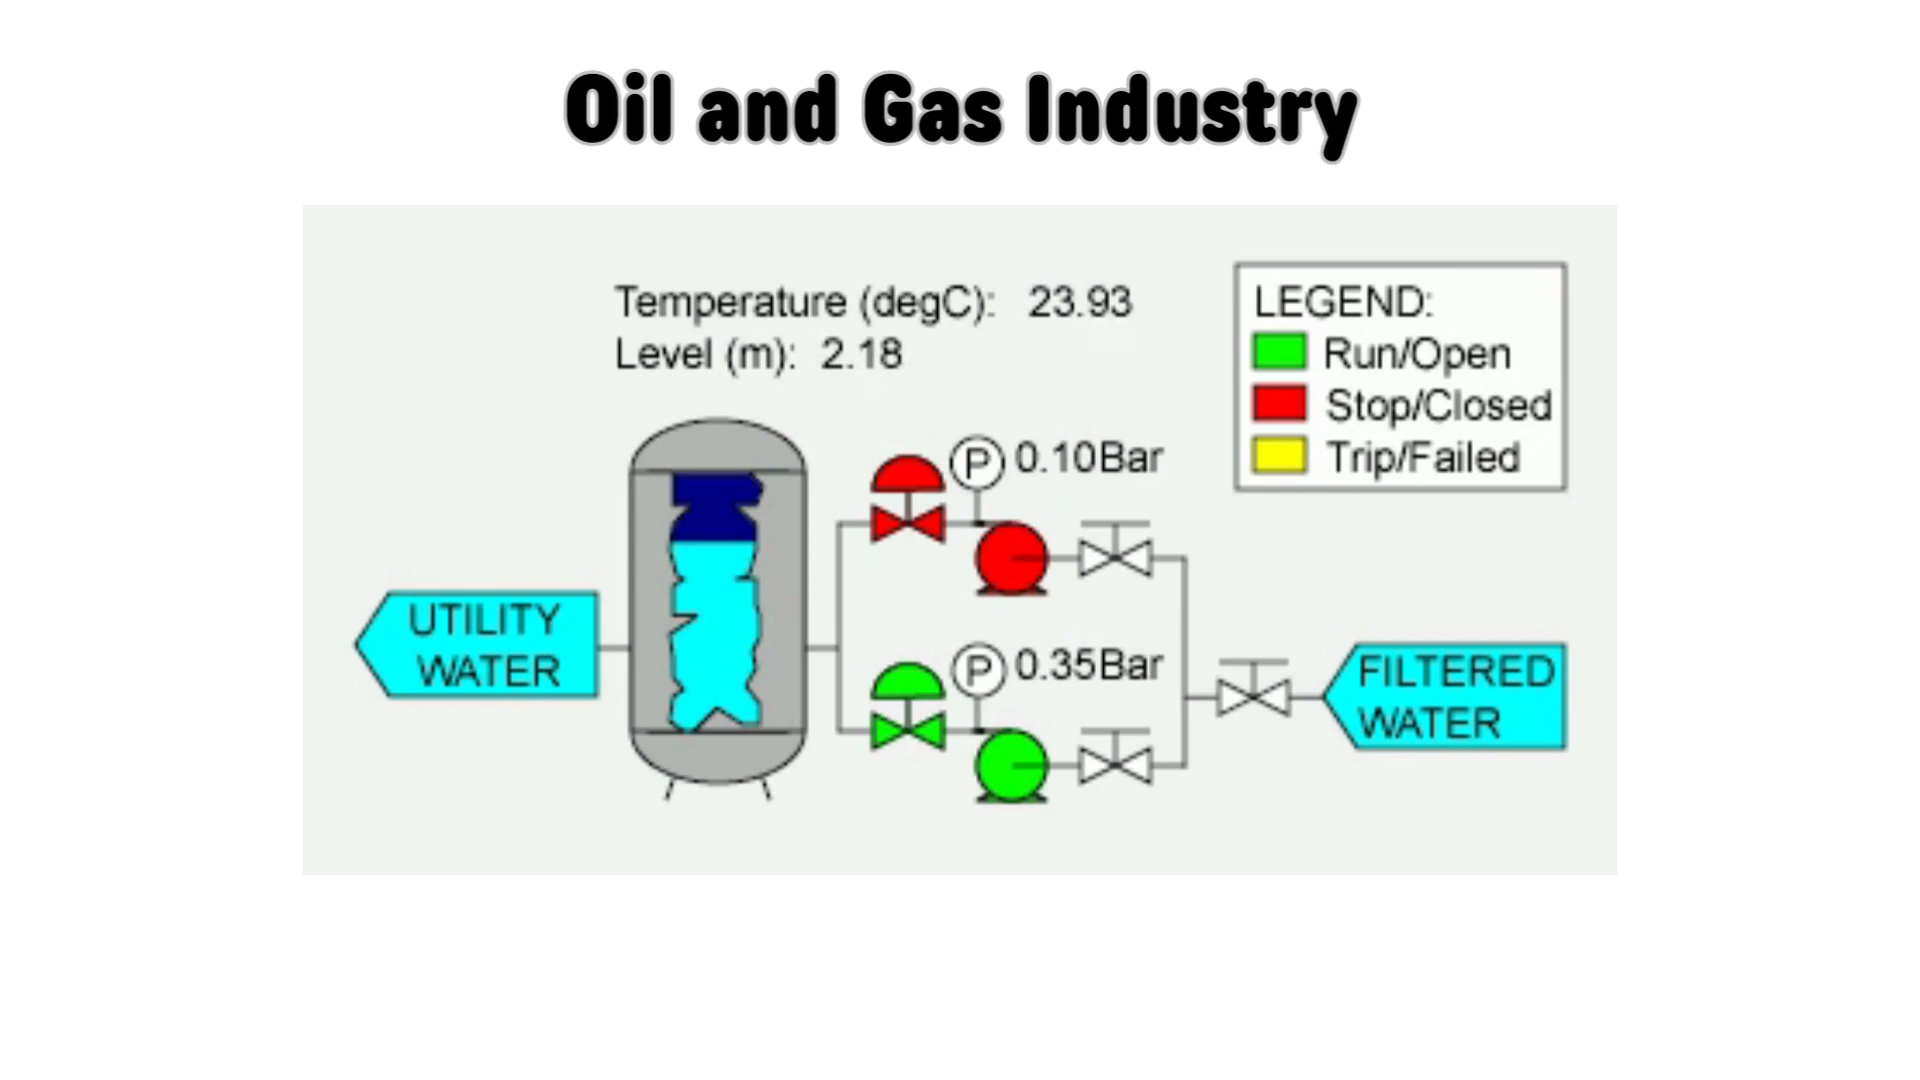 Oil and Gas Industry
Temperature (degC): 23.93
Level (m): 2.18
LEGEND:
Run/Open
Stop/Closed
Trip/Failed
P 0.10Bar
UTILITY
WATER
P 0.35Bar
FILTERED
WATER